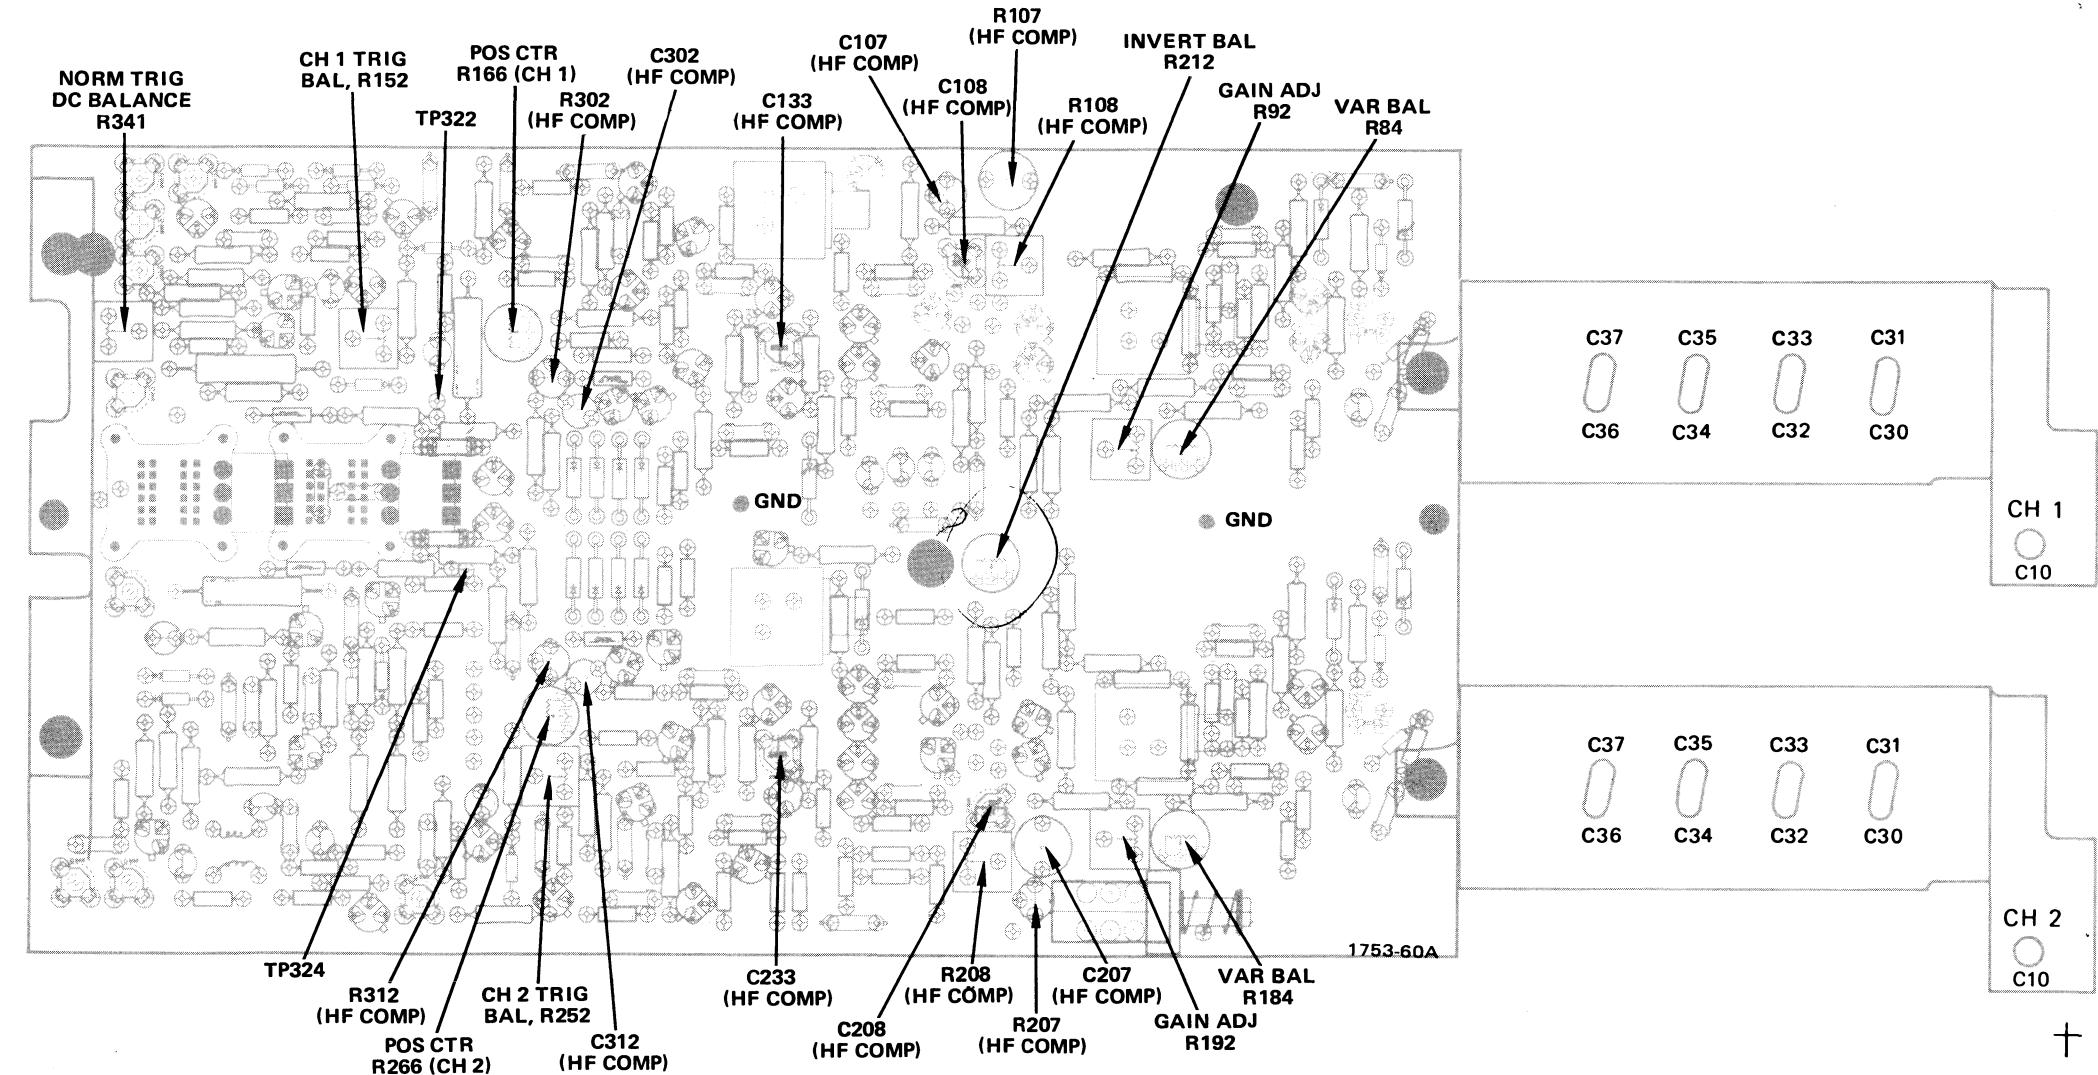 NORM TRIG
DC BALANCE
R341
CH 1 TRIG
BAL, R152
TP322
POS CTR
R166 (CH 1)
R302
(HF COMP)
C302
(HF COMP)
C133
(HF COMP)
C107
(HF COMP)
C108
(HF COMP)
R107
(HF COMP)
R108
(HF COMP)
INVERT BAL
R212
GAIN ADJ
R92
VAR BAL
R84
C37
C35
C33
C31
C36
C34
C32
C30
GND
GND
CH 1
C10
C37
C35
C33
C31
C36
C34
C32
C30
CH 2
C10
1753-60A
TP324
R312
(HF COMP)
POS CTR
R266 (CH 2)
CH 2 TRIG
BAL, R252
C312
(HF COMP)
C233
(HF COMP)
C208
(HF COMP)
R208
(HF COMP)
R207
(HF COMP)
C207
(HF COMP)
GAIN ADJ
R192
VAR BAL
R184